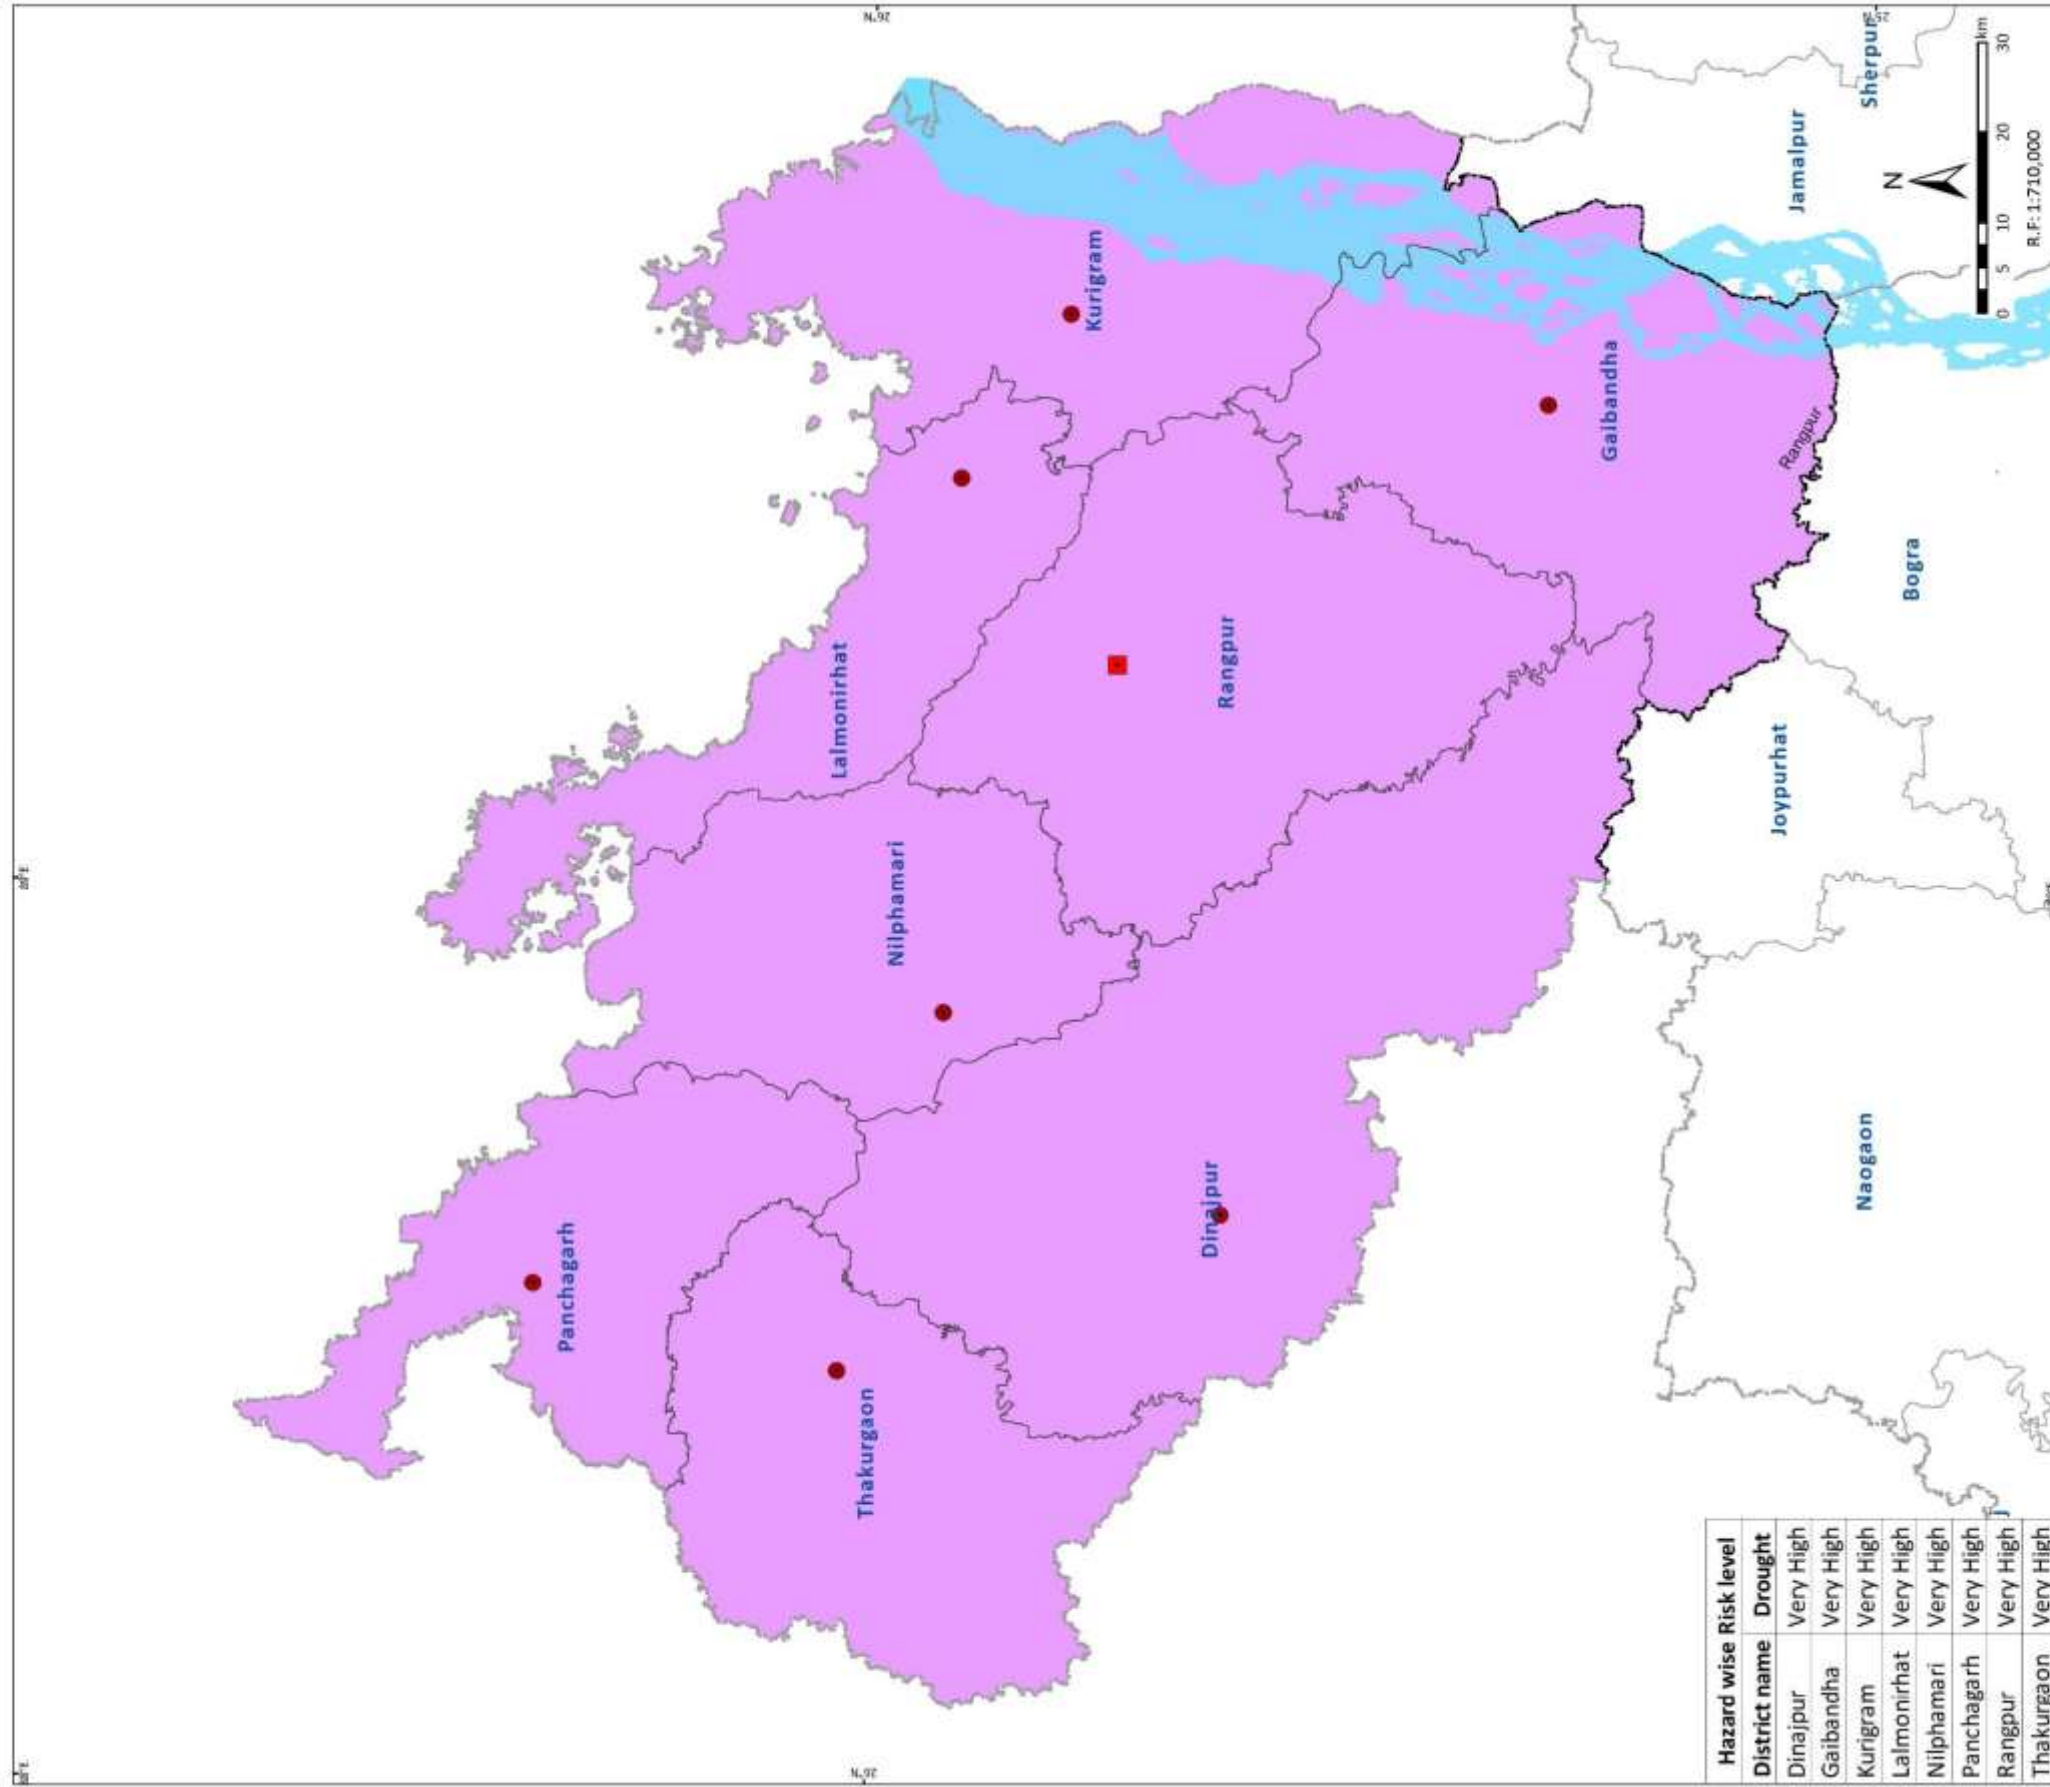 26°N
Kurigram
Lalmonirhat
Nilphamari
Rangpur
Gaibandha
Panchagarh
Thakurgaon
Dinajpur
Rangpur
Jamalpur
Sherpur
Bogra
Joypurhat
Naogaon
j
26°N
N
km
0 5 10 20 30
R.F: 1:710,000
Hazard wise Risk level
District name Drought
Dinajpur Very High
Gaibandha Very High
Kurigram Very High
Lalmonirhat Very High
Nilphamari Very High
Panchagarh Very High
Rangpur Very High
Thakurgaon Very High